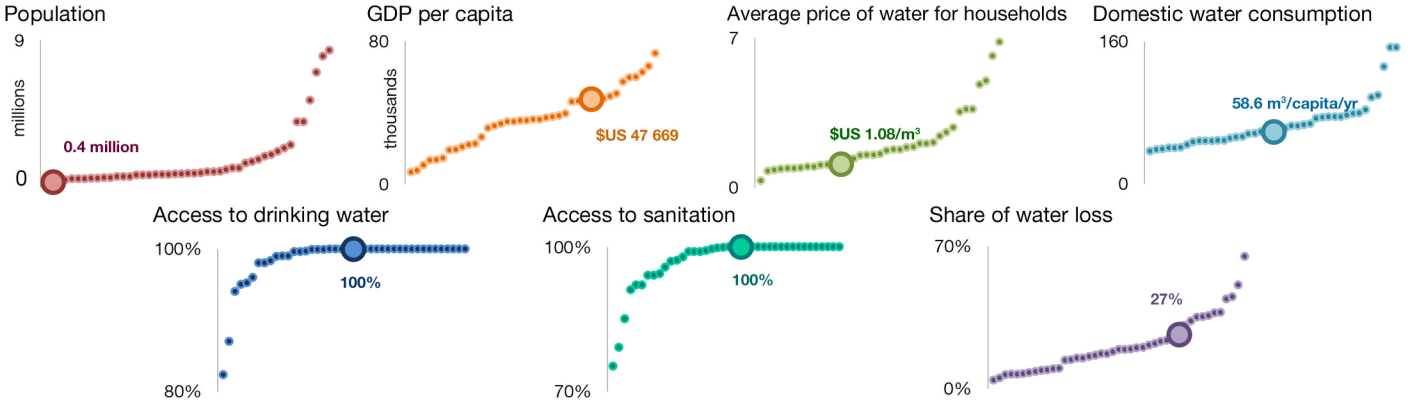 Population
9
millions
0.4 million
0
GDP per capita
80
thousands
$US 47 669
0
Average price of water for households
7
$US 1.08/m³
0
Domestic water consumption
160
58.6 m³/capita/yr
0
Access to drinking water
100%
100%
80%
Access to sanitation
100%
100%
70%
Share of water loss
70%
27%
0%